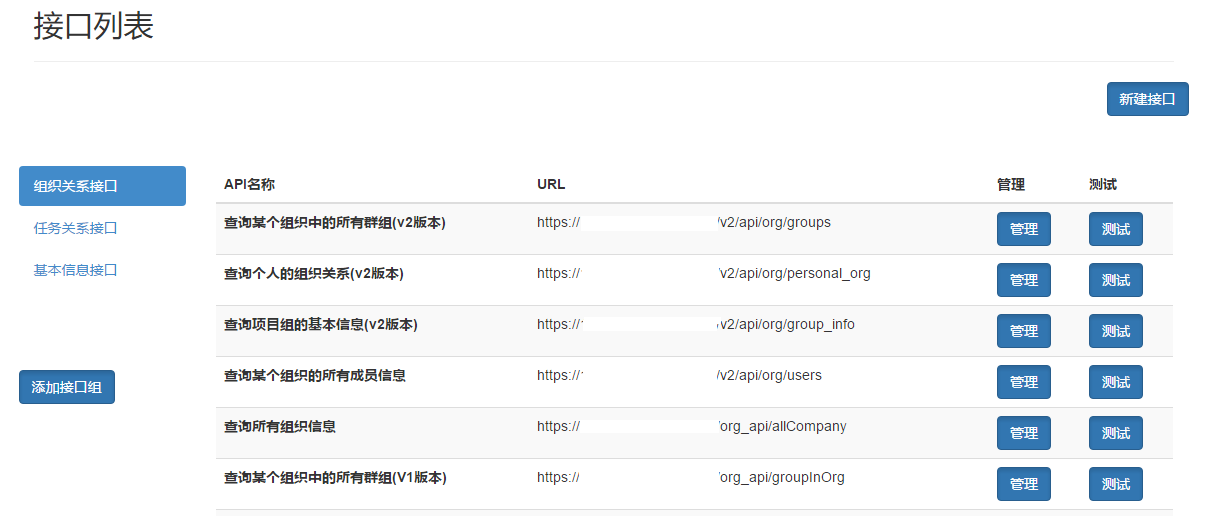 接口列表
新建接口
组织关系接口
任务关系接口
基本信息接口
添加接口组
API名称 URL 管理 测试
查询某个组织中的所有群组(v2版本) https:// /v2/api/org/groups 管理 测试
查询个人的组织关系(v2版本) https:// /v2/api/org/personal_org 管理 测试
查询项目组的基本信息(v2版本) https:// /v2/api/org/group_info 管理 测试
查询某个组织的所有成员信息 https:// /v2/api/org/users 管理 测试
查询所有组织信息 https:// /org_api/allCompany 管理 测试
查询某个组织中的所有群组(V1版本) https:// /org_api/groupInOrg 管理 测试